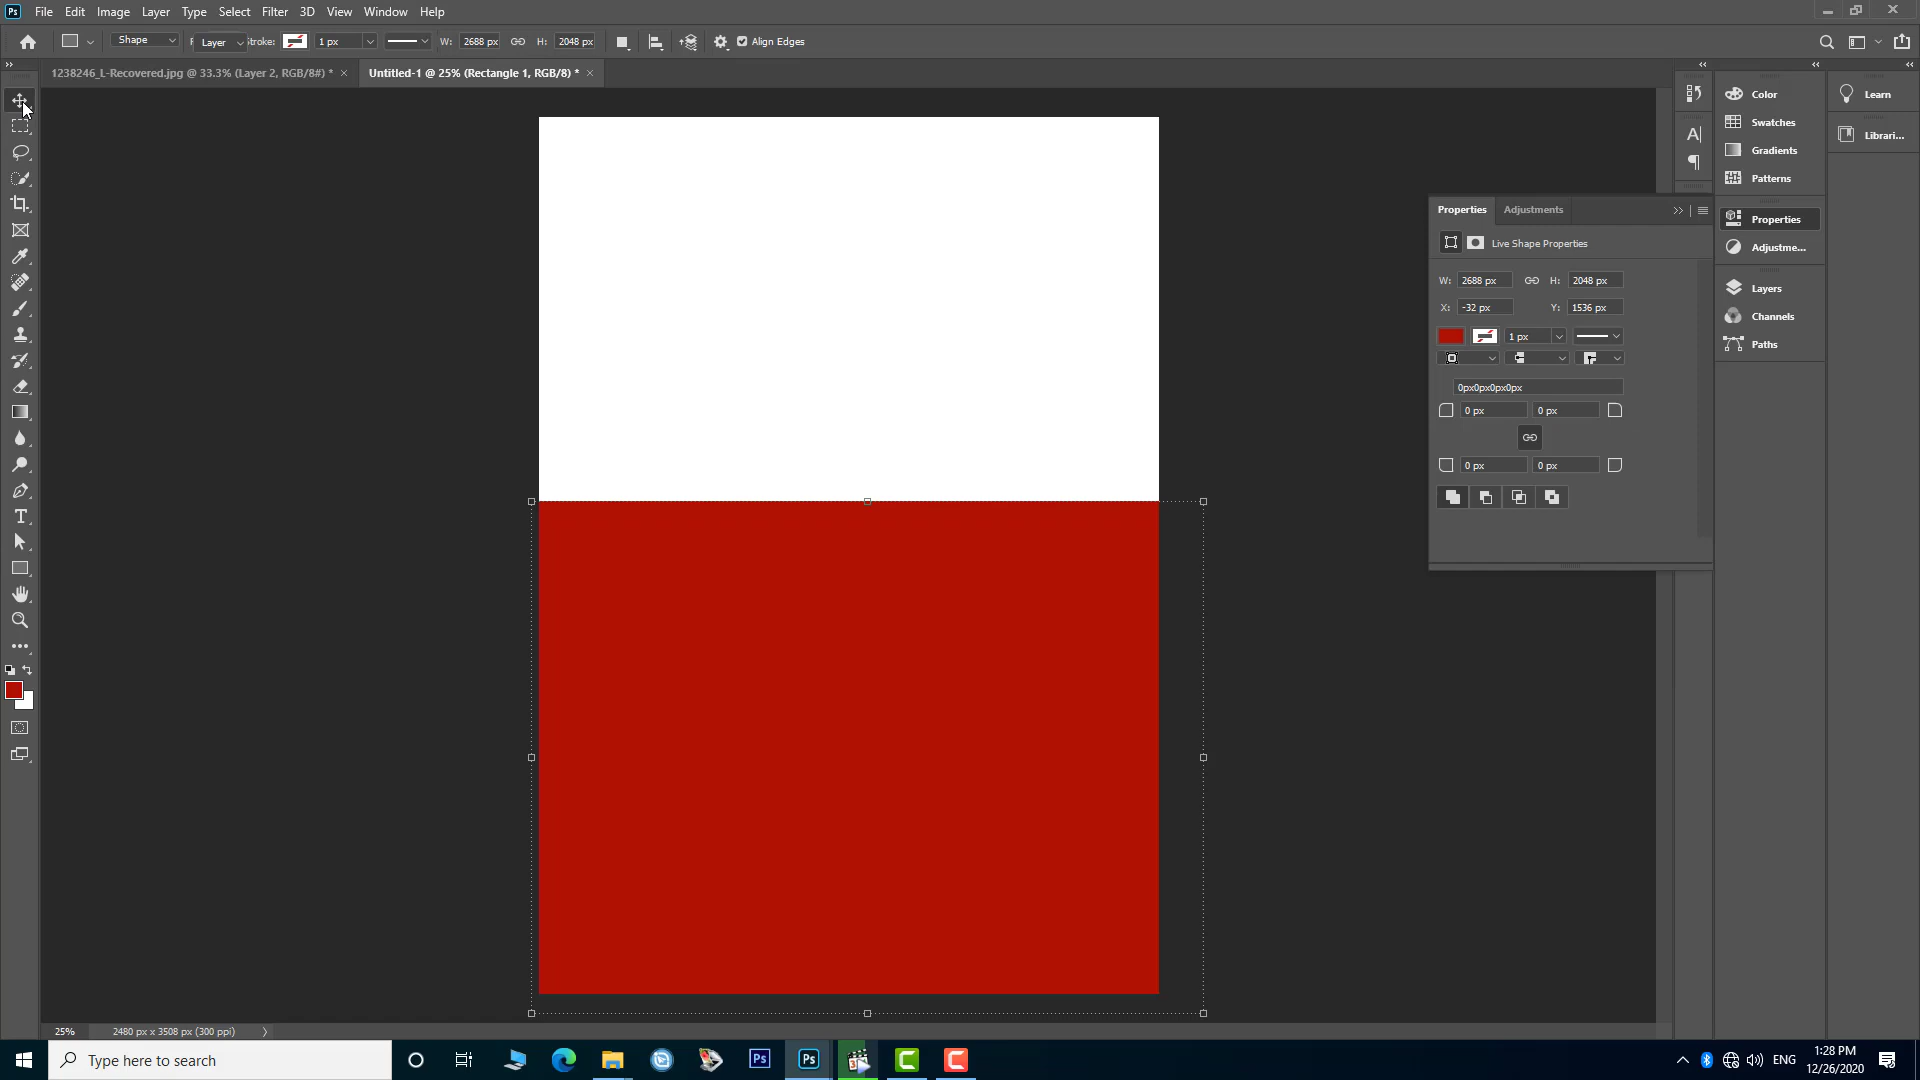 Ps File Edit Image Layer Type Select Filter 3D View Window Help
Shape Layer Stroke: 1 px W: 2688 px H: 2048 px Align Edges
1238246_L-Recovered.jpg @ 33.3% (Layer 2, RGB/8#) * × Untitled-1 @ 25% (Rectangle 1, RGB/8) * ×
Color
Learn
Swatches
Librari...
Gradients
Patterns
Properties
Adjustme...
Layers
Channels
Paths
Properties Adjustments
Live Shape Properties
W: 2688 px H: 2048 px
X: -32 px Y: 1536 px
1 px
0px0px0px0px
0 px 0 px
0 px 0 px
25% 2480 px x 3508 px (300 ppi)
Type here to search
Ps Ps
ENG
1:28 PM
12/26/2020